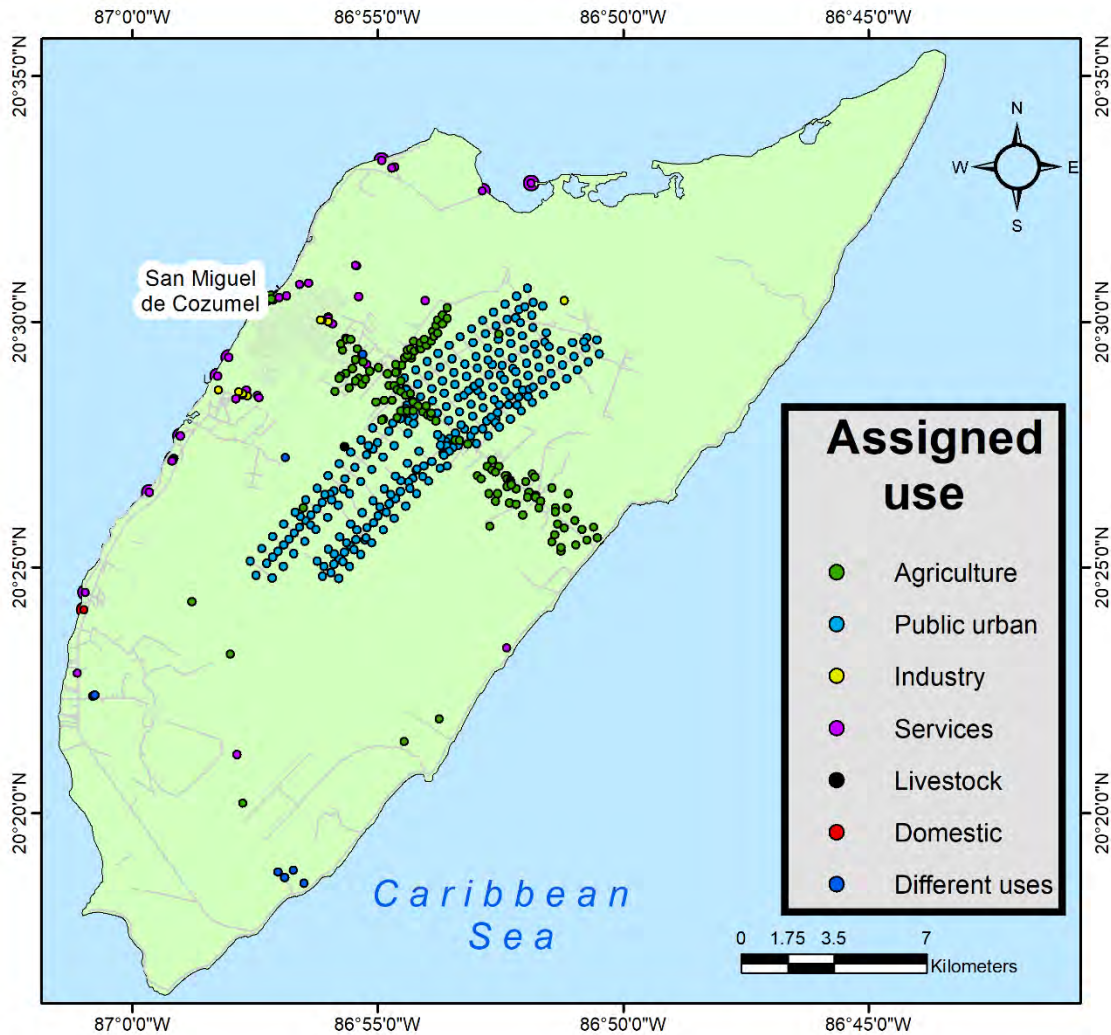 87°0'0"W 86°55'0"W 86°50'0"W 86°45'0"W
20°35'0"N 20°35'0"N
N
W E
S
San Miguel
de Cozumel
20°30'0"N 20°30'0"N
Assigned
use
20°25'0"N 20°25'0"N
Agriculture
Public urban
Industry
Services
Livestock
Domestic
Different uses
20°20'0"N 20°20'0"N
Caribbean
Sea
0 1.75 3.5 7
Kilometers
87°0'0"W 86°55'0"W 86°50'0"W 86°45'0"W